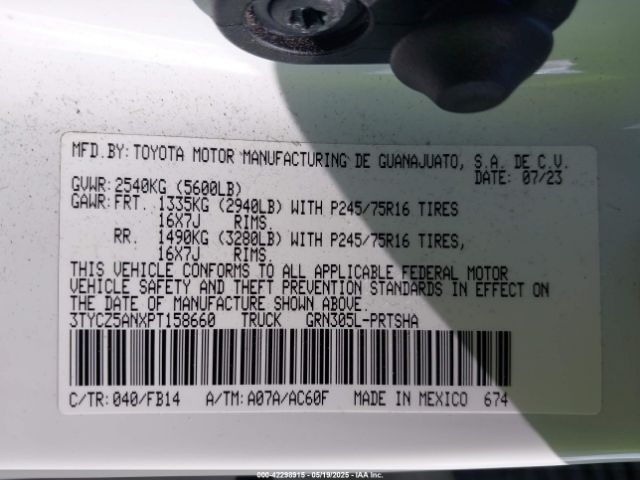 MFD.BY:TOYOTA MOTOR MANUFACTURING DE GUANAJUATO, S.A. DE C.V.
DATE: 07/23
GVWR:2540KG (5600LB)
GAWR:FRT. 1335KG (2940LB) WITH P245/75R16 TIRES
16X7J RIMS.
RR. 1490KG (3280LB) WITH P245/75R16 TIRES,
16X7J RIMS.
THIS VEHICLE CONFORMS TO ALL APPLICABLE FEDERAL MOTOR
VEHICLE SAFETY AND THEFT PREVENTION STANDARDS IN EFFECT ON
THE DATE OF MANUFACTURE SHOWN ABOVE.
3TYCZ5ANXPT158660 TRUCK GRN305L-PRTSHA
C/TR:040/FB14 A/TM:A07A/AC60F MADE IN MEXICO 674
000-42298915 - 05/19/2025 - IAA Inc.